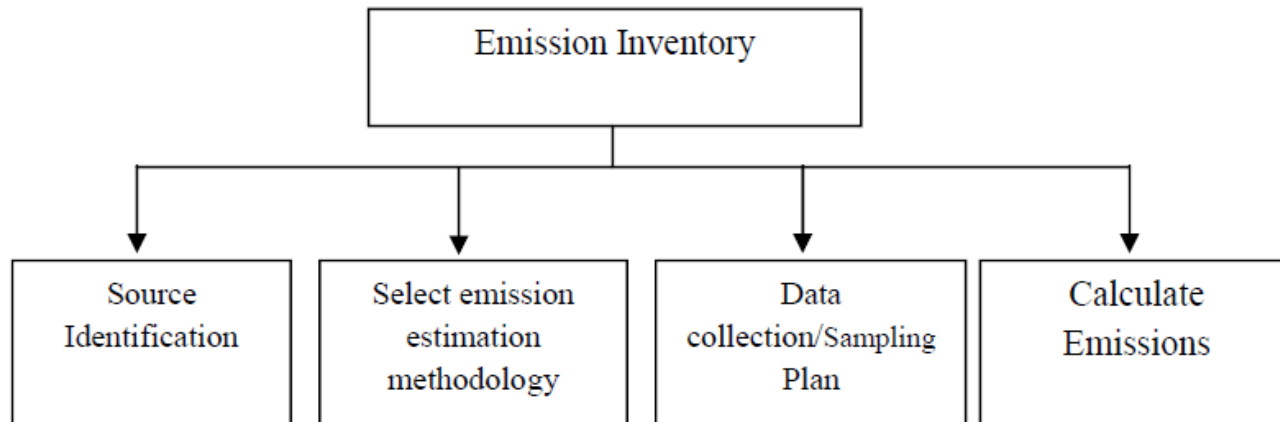 Emission Inventory
Source
Identification
Select emission
estimation
methodology
Data
collection/Sampling
Plan
Calculate
Emissions